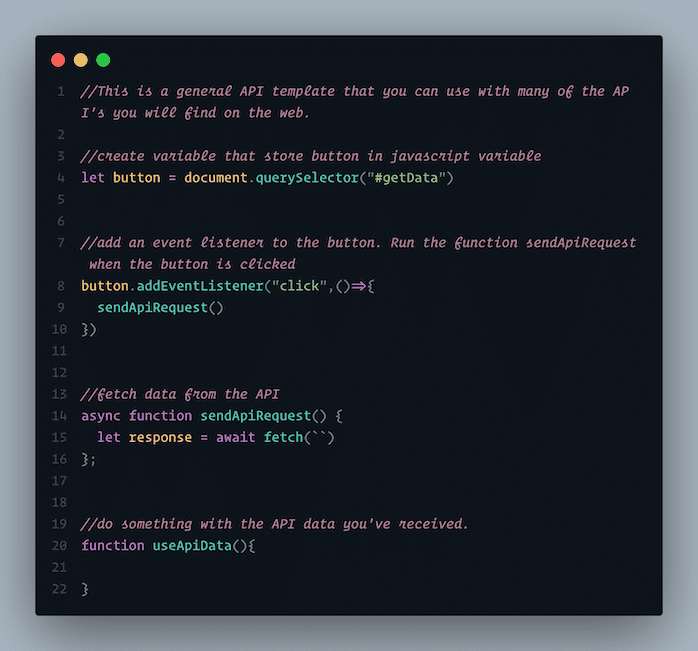 1 //This is a general API template that you can use with many of the AP
I's you will find on the web.
2
3 //create variable that store button in javascript variable
4 let button = document.querySelector("#getData")
5
6
7 //add an event listener to the button. Run the function sendApiRequest
when the button is clicked
8 button.addEventListener("click",()=>{
9   sendApiRequest()
10 })
11
12
13 //fetch data from the API
14 async function sendApiRequest() {
15   let response = await fetch(``)
16 };
17
18
19 //do something with the API data you've received.
20 function useApiData(){
21
22 }